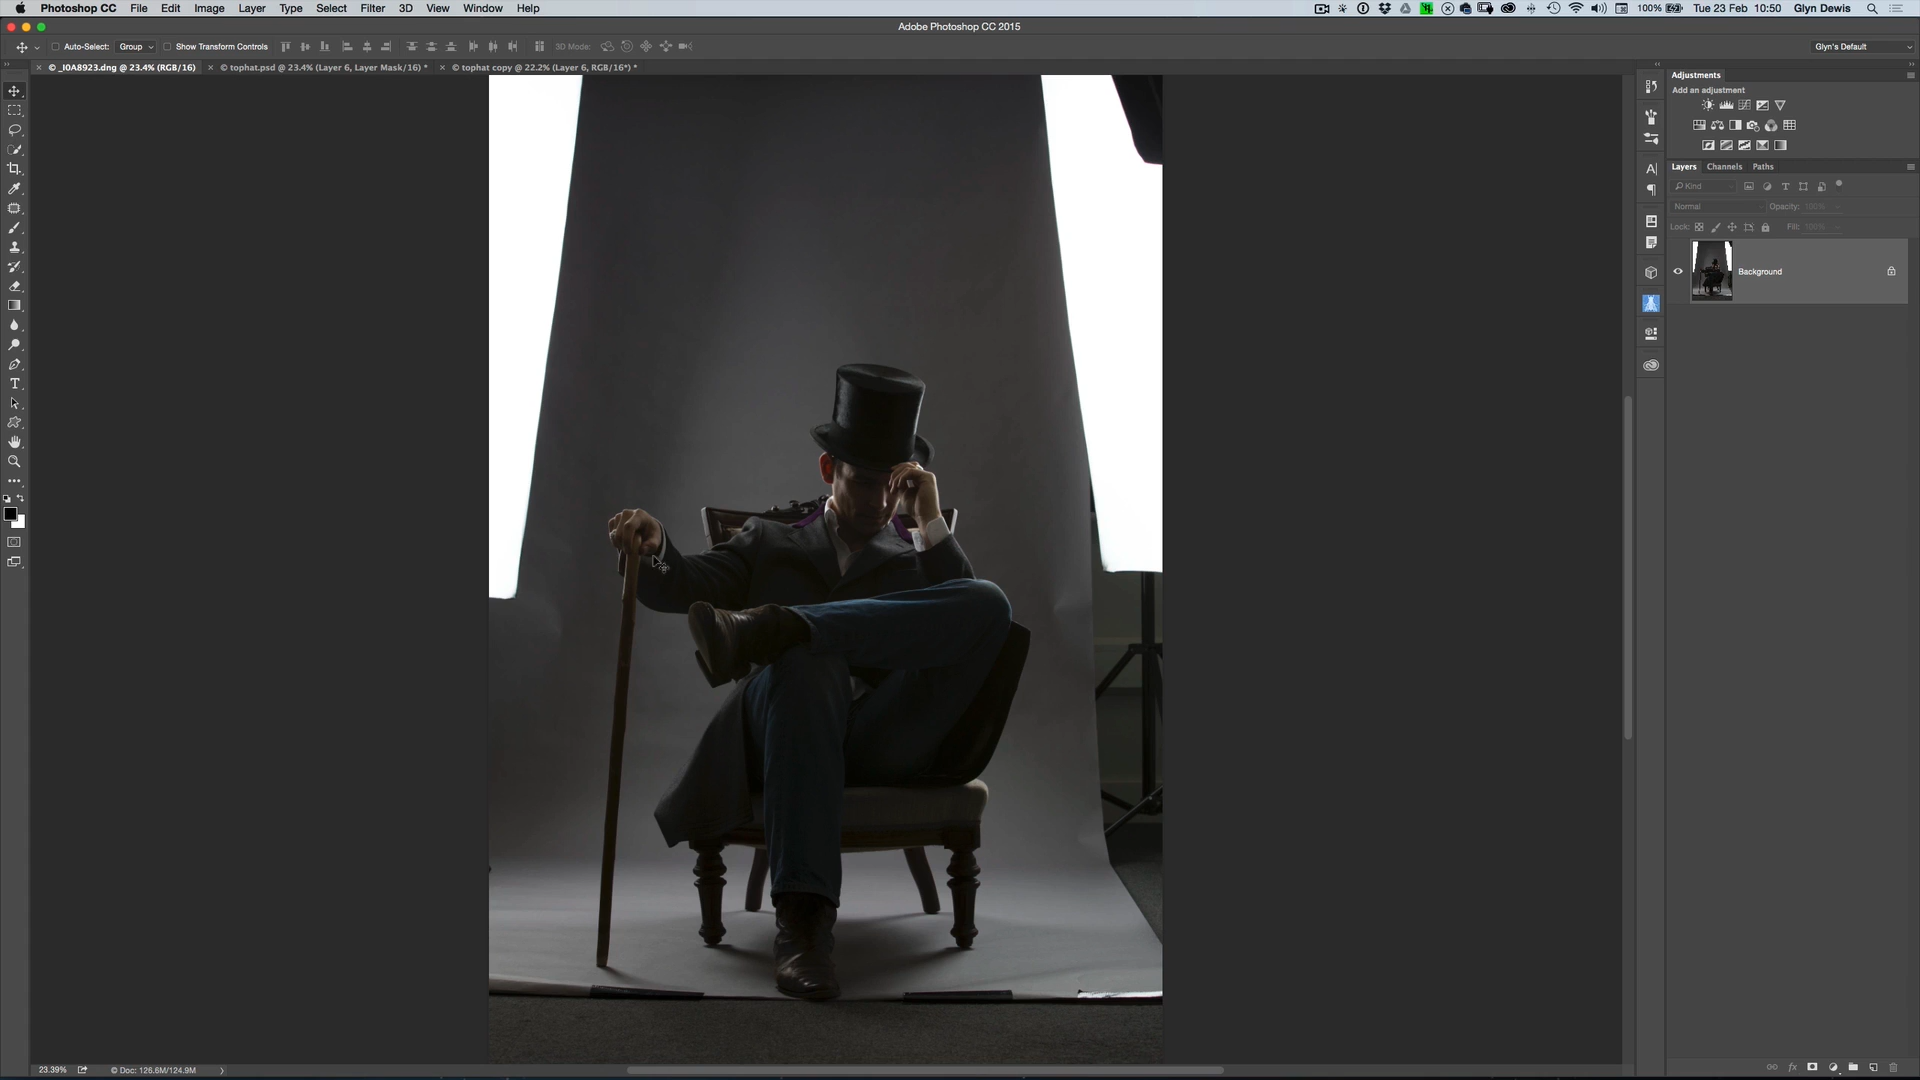 Photoshop CC File Edit Image Layer Type Select Filter 3D View Window Help 100% Tue 23 Feb 10:50 Glyn Dewis
Adobe Photoshop CC 2015
Auto-Select: Group Show Transform Controls 3D Mode: Glyn's Default
× © _I0A8923.dng @ 23.4% (RGB/16) × © tophat.psd @ 23.4% (Layer 6, Layer Mask/16) * × © tophat copy @ 22.2% (Layer 6, RGB/16*) *
Adjustments
Add an adjustment
Layers Channels Paths
Kind
Normal Opacity: 100%
Lock: Fill: 100%
Background
23.39% © Doc: 126.6M/124.9M